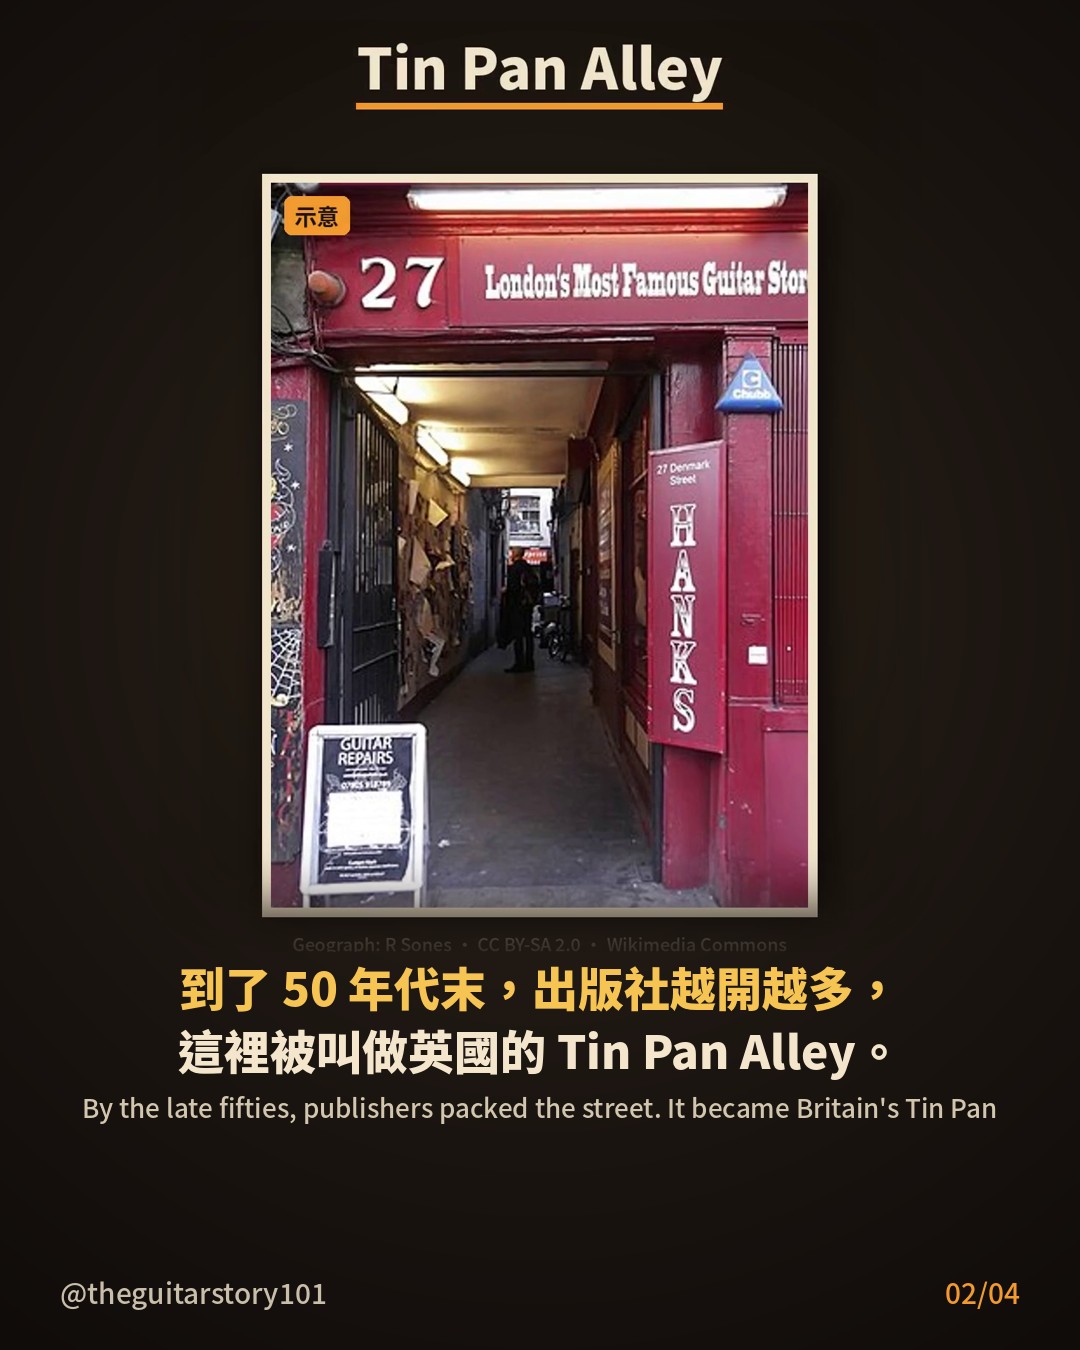 Tin Pan Alley
示意
27
London's Most Famous Guitar Stor
Chubb
27 Denmark
Street
HANKS
GUITAR
REPAIRS
Geograph: R Sones • CC BY-SA 2.0 • Wikimedia Commons
到了 50 年代末，出版社越開越多，
這裡被叫做英國的 Tin Pan Alley。
By the late fifties, publishers packed the street. It became Britain's Tin Pan
@theguitarstory101
02/04